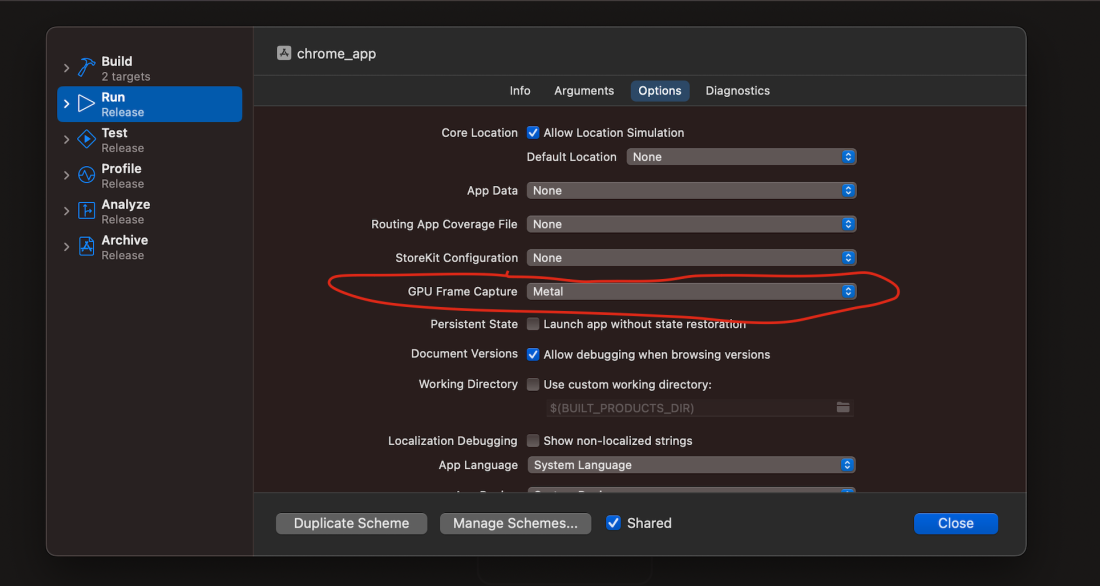 Build
2 targets
Run
Release
Test
Release
Profile
Release
Analyze
Release
Archive
Release
chrome_app
Info Arguments Options Diagnostics
Core Location Allow Location Simulation
Default Location None
App Data None
Routing App Coverage File None
StoreKit Configuration None
GPU Frame Capture Metal
Persistent State Launch app without state restoration
Document Versions Allow debugging when browsing versions
Working Directory Use custom working directory:
$(BUILT_PRODUCTS_DIR)
Localization Debugging Show non-localized strings
App Language System Language
Duplicate Scheme Manage Schemes... Shared Close